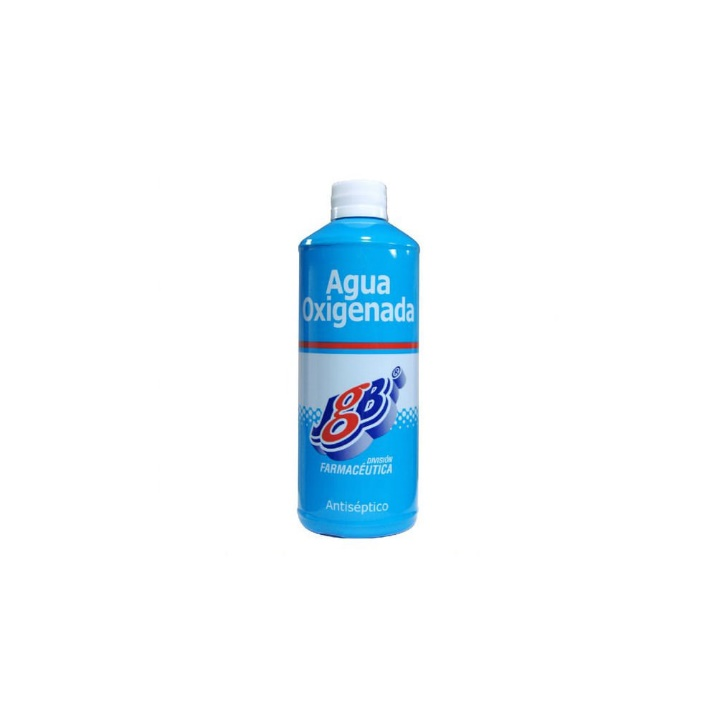 Agua
Oxigenada
JGB®
DIVISIÓN
FARMACÉUTICA
Antiséptico